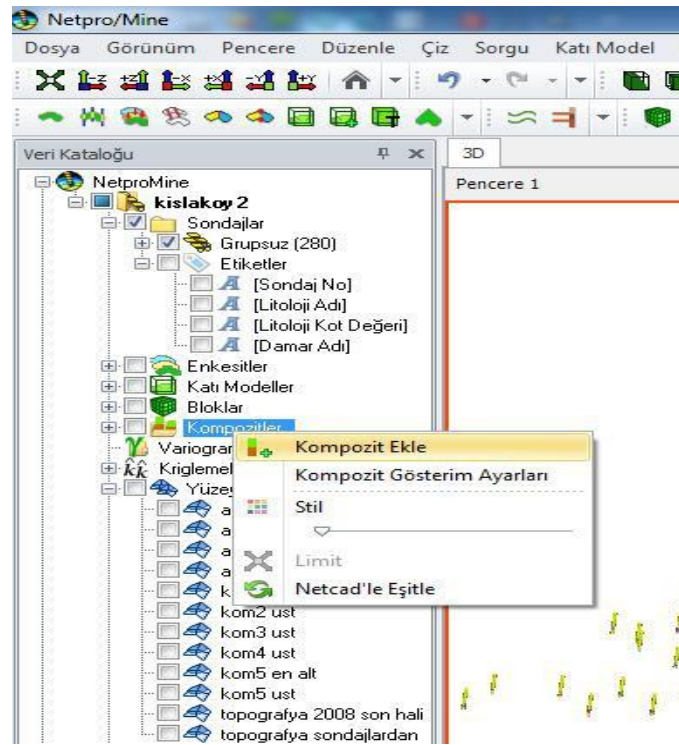 Netpro/Mine
Dosya Görünüm Pencere Düzenle Çiz Sorgu Katı Model
Veri Kataloğu
3D
NetproMine
Pencere 1
kislakoy 2
Sondajlar
Grupsuz (280)
Etiketler
[Sondaj No]
[Litoloji Adı]
[Litoloji Kot Değeri]
[Damar Adı]
Enkesitler
Katı Modeller
Bloklar
Kompozitler
Kompozit Ekle
Kompozit Gösterim Ayarları
Stil
Limit
Netcad'le Eşitle
kom2 ust
kom3 ust
kom4 ust
kom5 en alt
kom5 ust
topografya 2008 son hali
topografya sondajlardan